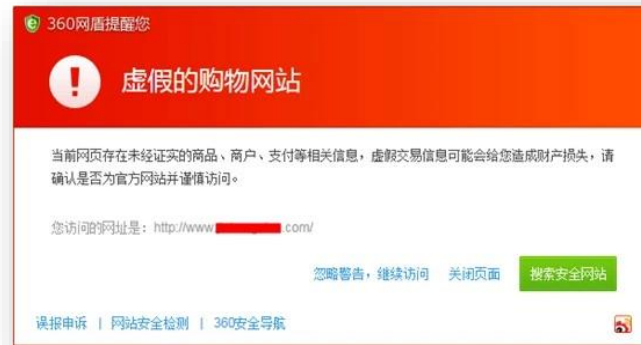 360网盾提醒您
虚假的购物网站
当前网页存在未经证实的商品、商户、支付等相关信息，虚假交易信息可能会给您造成财产损失，请
确认是否为官方网站并谨慎访问。
您访问的网址是：http://www. .com/
忽略警告，继续访问 关闭页面 搜索安全网站
误报申诉 | 网站安全检测 | 360安全导航